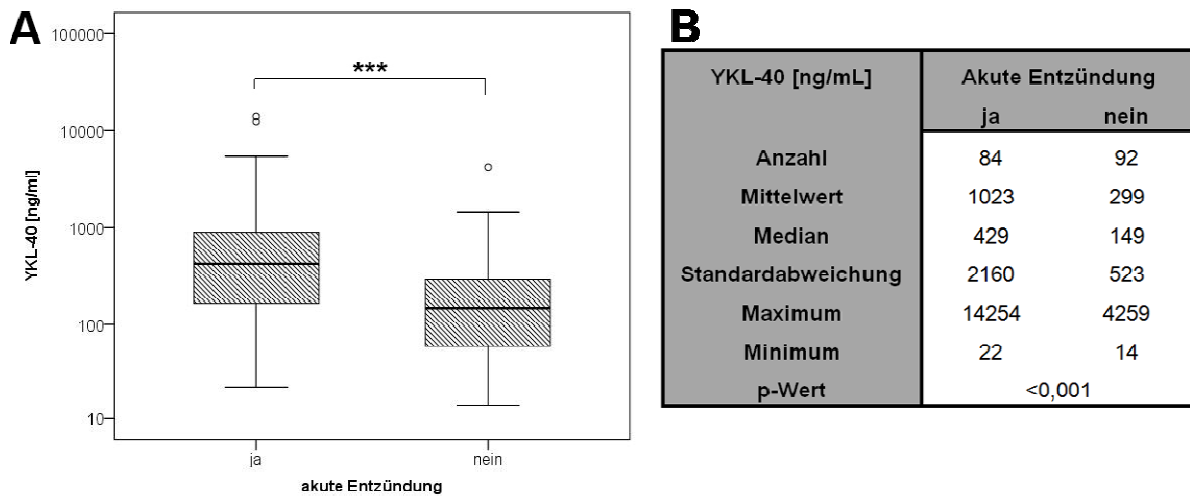 A
100000
10000
1000
100
10
YKL-40 [ng/ml]
***
ja nein
akute Entzündung
B
YKL-40 [ng/mL] Akute Entzündung
ja nein
Anzahl 84 92
Mittelwert 1023 299
Median 429 149
Standardabweichung 2160 523
Maximum 14254 4259
Minimum 22 14
p-Wert <0,001